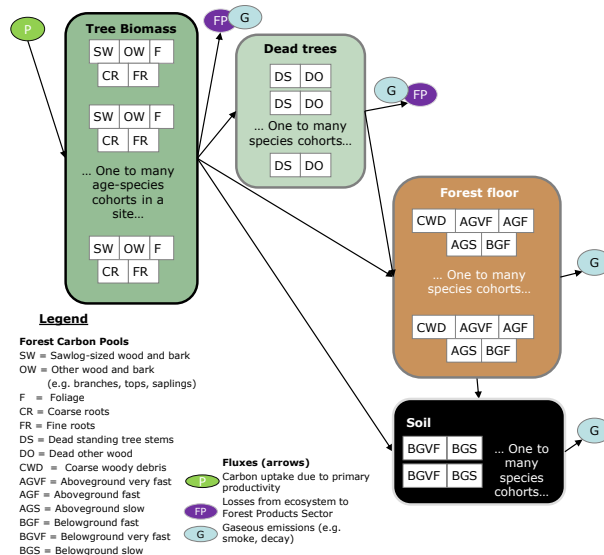 P
Tree Biomass
SW OW F
CR FR
SW OW F
CR FR
... One to many
age-species
cohorts in a
site...
SW OW F
CR FR
FP G
Dead trees
DS DO
DS DO
... One to many
species cohorts...
DS DO
G FP
Forest floor
CWD AGVF AGF
AGS BGF
... One to many
species cohorts...
CWD AGVF AGF
AGS BGF
G
Soil
BGVF BGS
BGVF BGS
... One to
many
species
cohorts...
G
Legend
Forest Carbon Pools
SW = Sawlog-sized wood and bark
OW = Other wood and bark
(e.g. branches, tops, saplings)
F = Foliage
CR = Coarse roots
FR = Fine roots
DS = Dead standing tree stems
DO = Dead other wood
CWD = Coarse woody debris
AGVF = Aboveground very fast
AGF = Aboveground fast
AGS = Aboveground slow
BGF = Belowground fast
BGVF = Belowground very fast
BGS = Belowground slow
Fluxes (arrows)
P Carbon uptake due to primary
productivity
FP Losses from ecosystem to
Forest Products Sector
G Gaseous emissions (e.g.
smoke, decay)